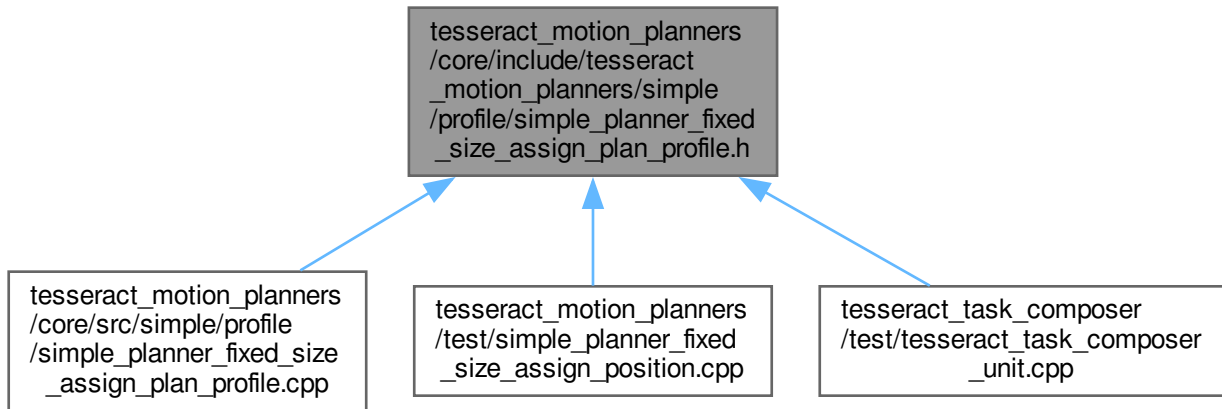 tesseract_motion_planners
/core/include/tesseract
_motion_planners/simple
/profile/simple_planner_fixed
_size_assign_plan_profile.h
tesseract_motion_planners
/core/src/simple/profile
/simple_planner_fixed_size
_assign_plan_profile.cpp
tesseract_motion_planners
/test/simple_planner_fixed
_size_assign_position.cpp
tesseract_task_composer
/test/tesseract_task_composer
_unit.cpp